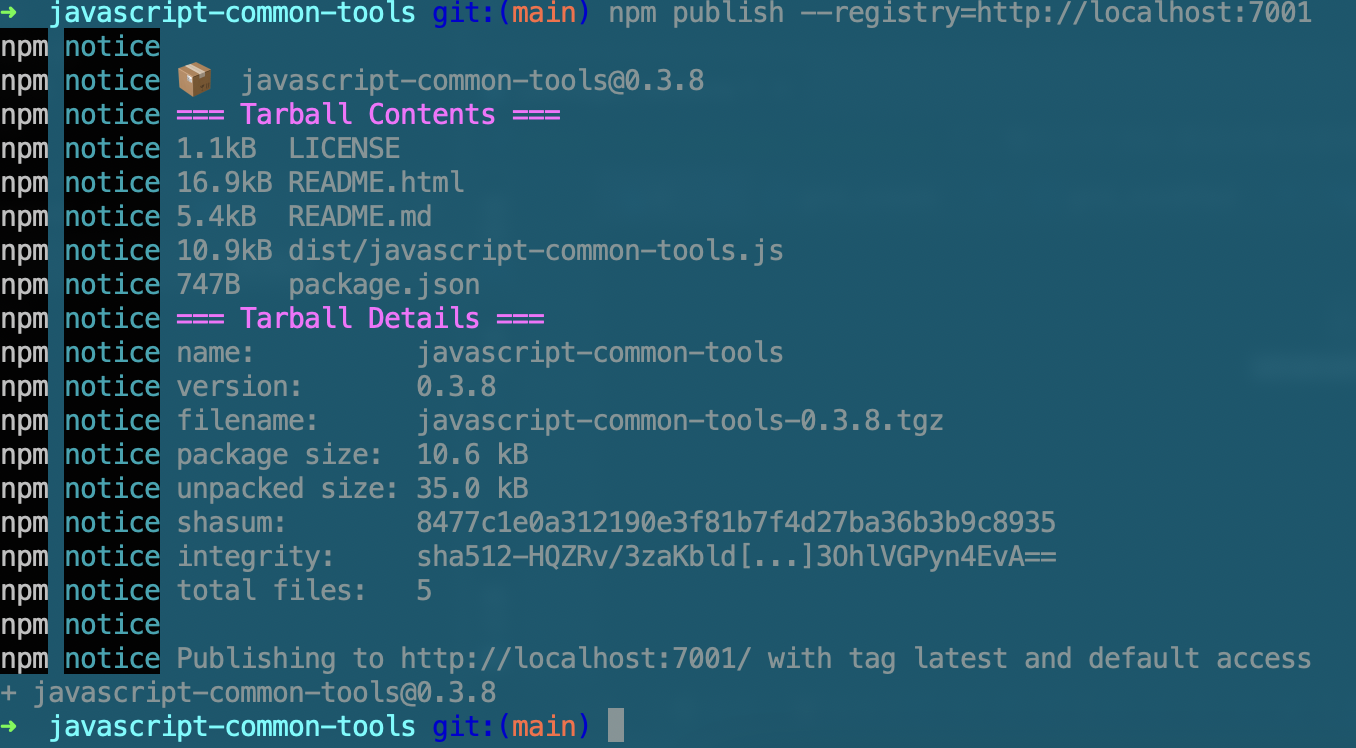 ➜  javascript-common-tools git:(main) npm publish --registry=http://localhost:7001
npm notice
npm notice 📦  javascript-common-tools@0.3.8
npm notice === Tarball Contents ===
npm notice 1.1kB  LICENSE
npm notice 16.9kB README.html
npm notice 5.4kB  README.md
npm notice 10.9kB dist/javascript-common-tools.js
npm notice 747B   package.json
npm notice === Tarball Details ===
npm notice name:          javascript-common-tools
npm notice version:       0.3.8
npm notice filename:      javascript-common-tools-0.3.8.tgz
npm notice package size:  10.6 kB
npm notice unpacked size: 35.0 kB
npm notice shasum:        8477c1e0a312190e3f81b7f4d27ba36b3b9c8935
npm notice integrity:     sha512-HQZRv/3zaKbld[...]3OhlVGPyn4EvA==
npm notice total files:   5
npm notice
npm notice Publishing to http://localhost:7001/ with tag latest and default access
+ javascript-common-tools@0.3.8
➜  javascript-common-tools git:(main)